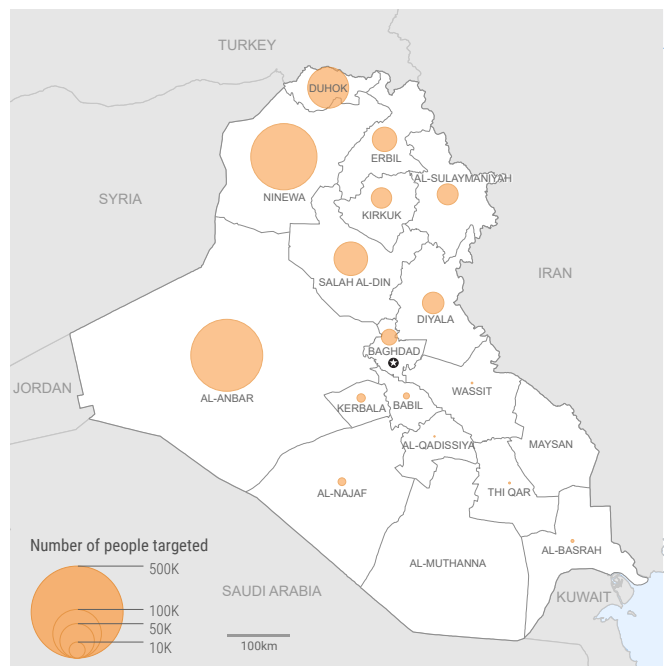 TURKEY
DUHOK
ERBIL
AL-SULAYMANIYAH
SYRIA
NINEWA
KIRKUK
IRAN
SALAH AL-DIN
DIYALA
BAGHDAD
JORDAN
AL-ANBAR
WASSIT
KERBALA
BABIL
AL-QADISSIYA
MAYSAN
AL-NAJAF
THI QAR
AL-BASRAH
AL-MUTHANNA
SAUDI ARABIA
KUWAIT
Number of people targeted
500K
100K
50K
10K
100km